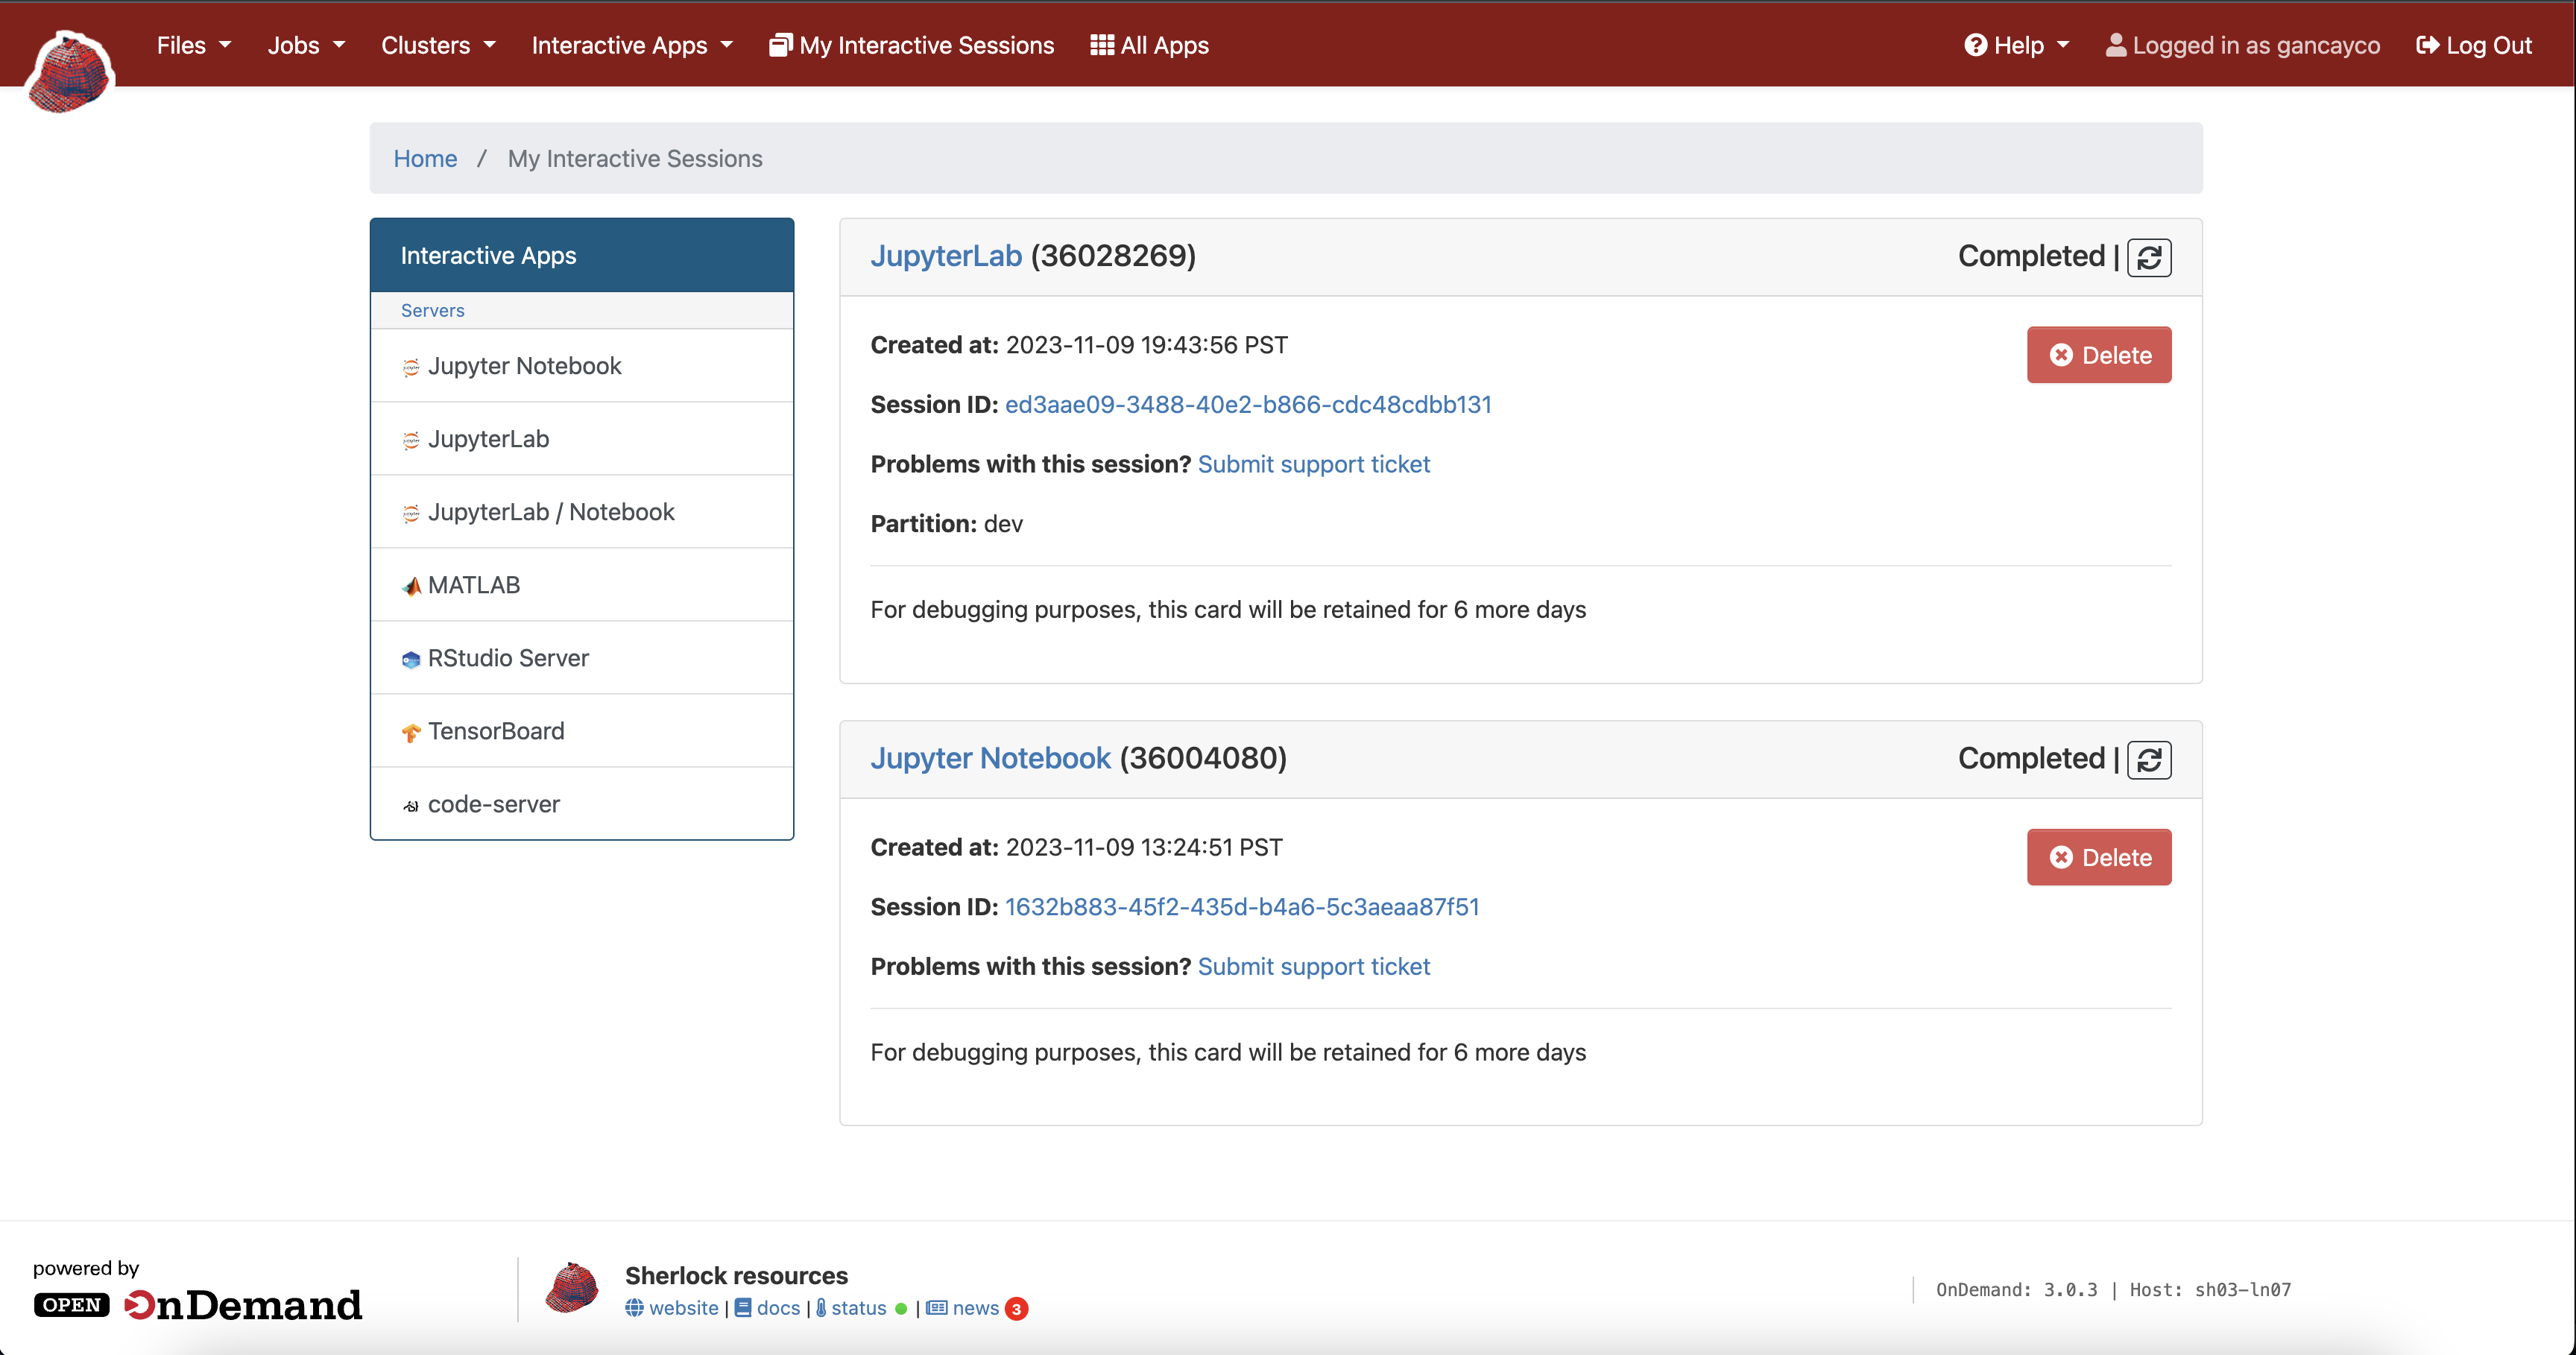 Files Jobs Clusters Interactive Apps My Interactive Sessions All Apps Help Logged in as gancayco Log Out
Home / My Interactive Sessions
Interactive Apps
Servers
Jupyter Notebook
JupyterLab
JupyterLab / Notebook
MATLAB
RStudio Server
TensorBoard
code-server
JupyterLab (36028269) Completed |
Created at: 2023-11-09 19:43:56 PST
Delete
Session ID: ed3aae09-3488-40e2-b866-cdc48cdbb131
Problems with this session? Submit support ticket
Partition: dev
For debugging purposes, this card will be retained for 6 more days
Jupyter Notebook (36004080) Completed |
Created at: 2023-11-09 13:24:51 PST
Delete
Session ID: 1632b883-45f2-435d-b4a6-5c3aeaa87f51
Problems with this session? Submit support ticket
For debugging purposes, this card will be retained for 6 more days
powered by
OPEN OnDemand
Sherlock resources
website | docs | status | news 3
OnDemand: 3.0.3 | Host: sh03-ln07